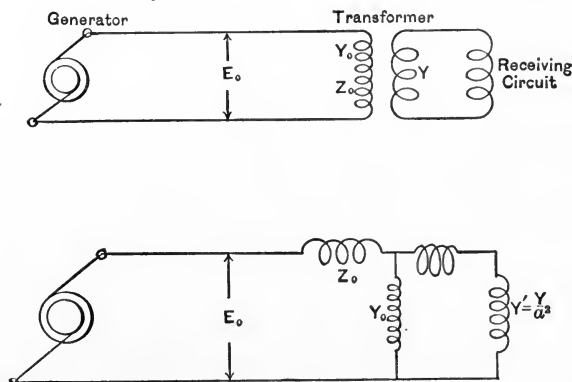 Generator
Transformer
E₀
Y₀
Z₀
Y
Receiving
Circuit
Z₀
E₀
Y₀
Y′=Y/a²